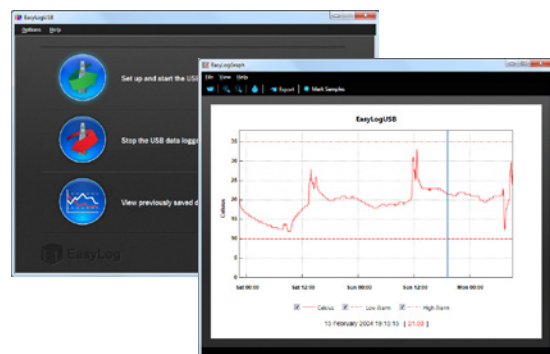 EasyLogUSB
Options Help
Set up and start the USB
Stop the USB data logg
View previously saved d
EasyLog
EasyLogGraph
File View Help
Export Mark Samples
EasyLogUSB
Celsius
35
30
25
20
15
10
5
0
Sat 00:00 Sat 12:00 Sun 00:00 Sun 12:00 Mon 00:00
Celsius Low Alarm High Alarm
15 February 2004 19:13:18 [ 21.50 ]